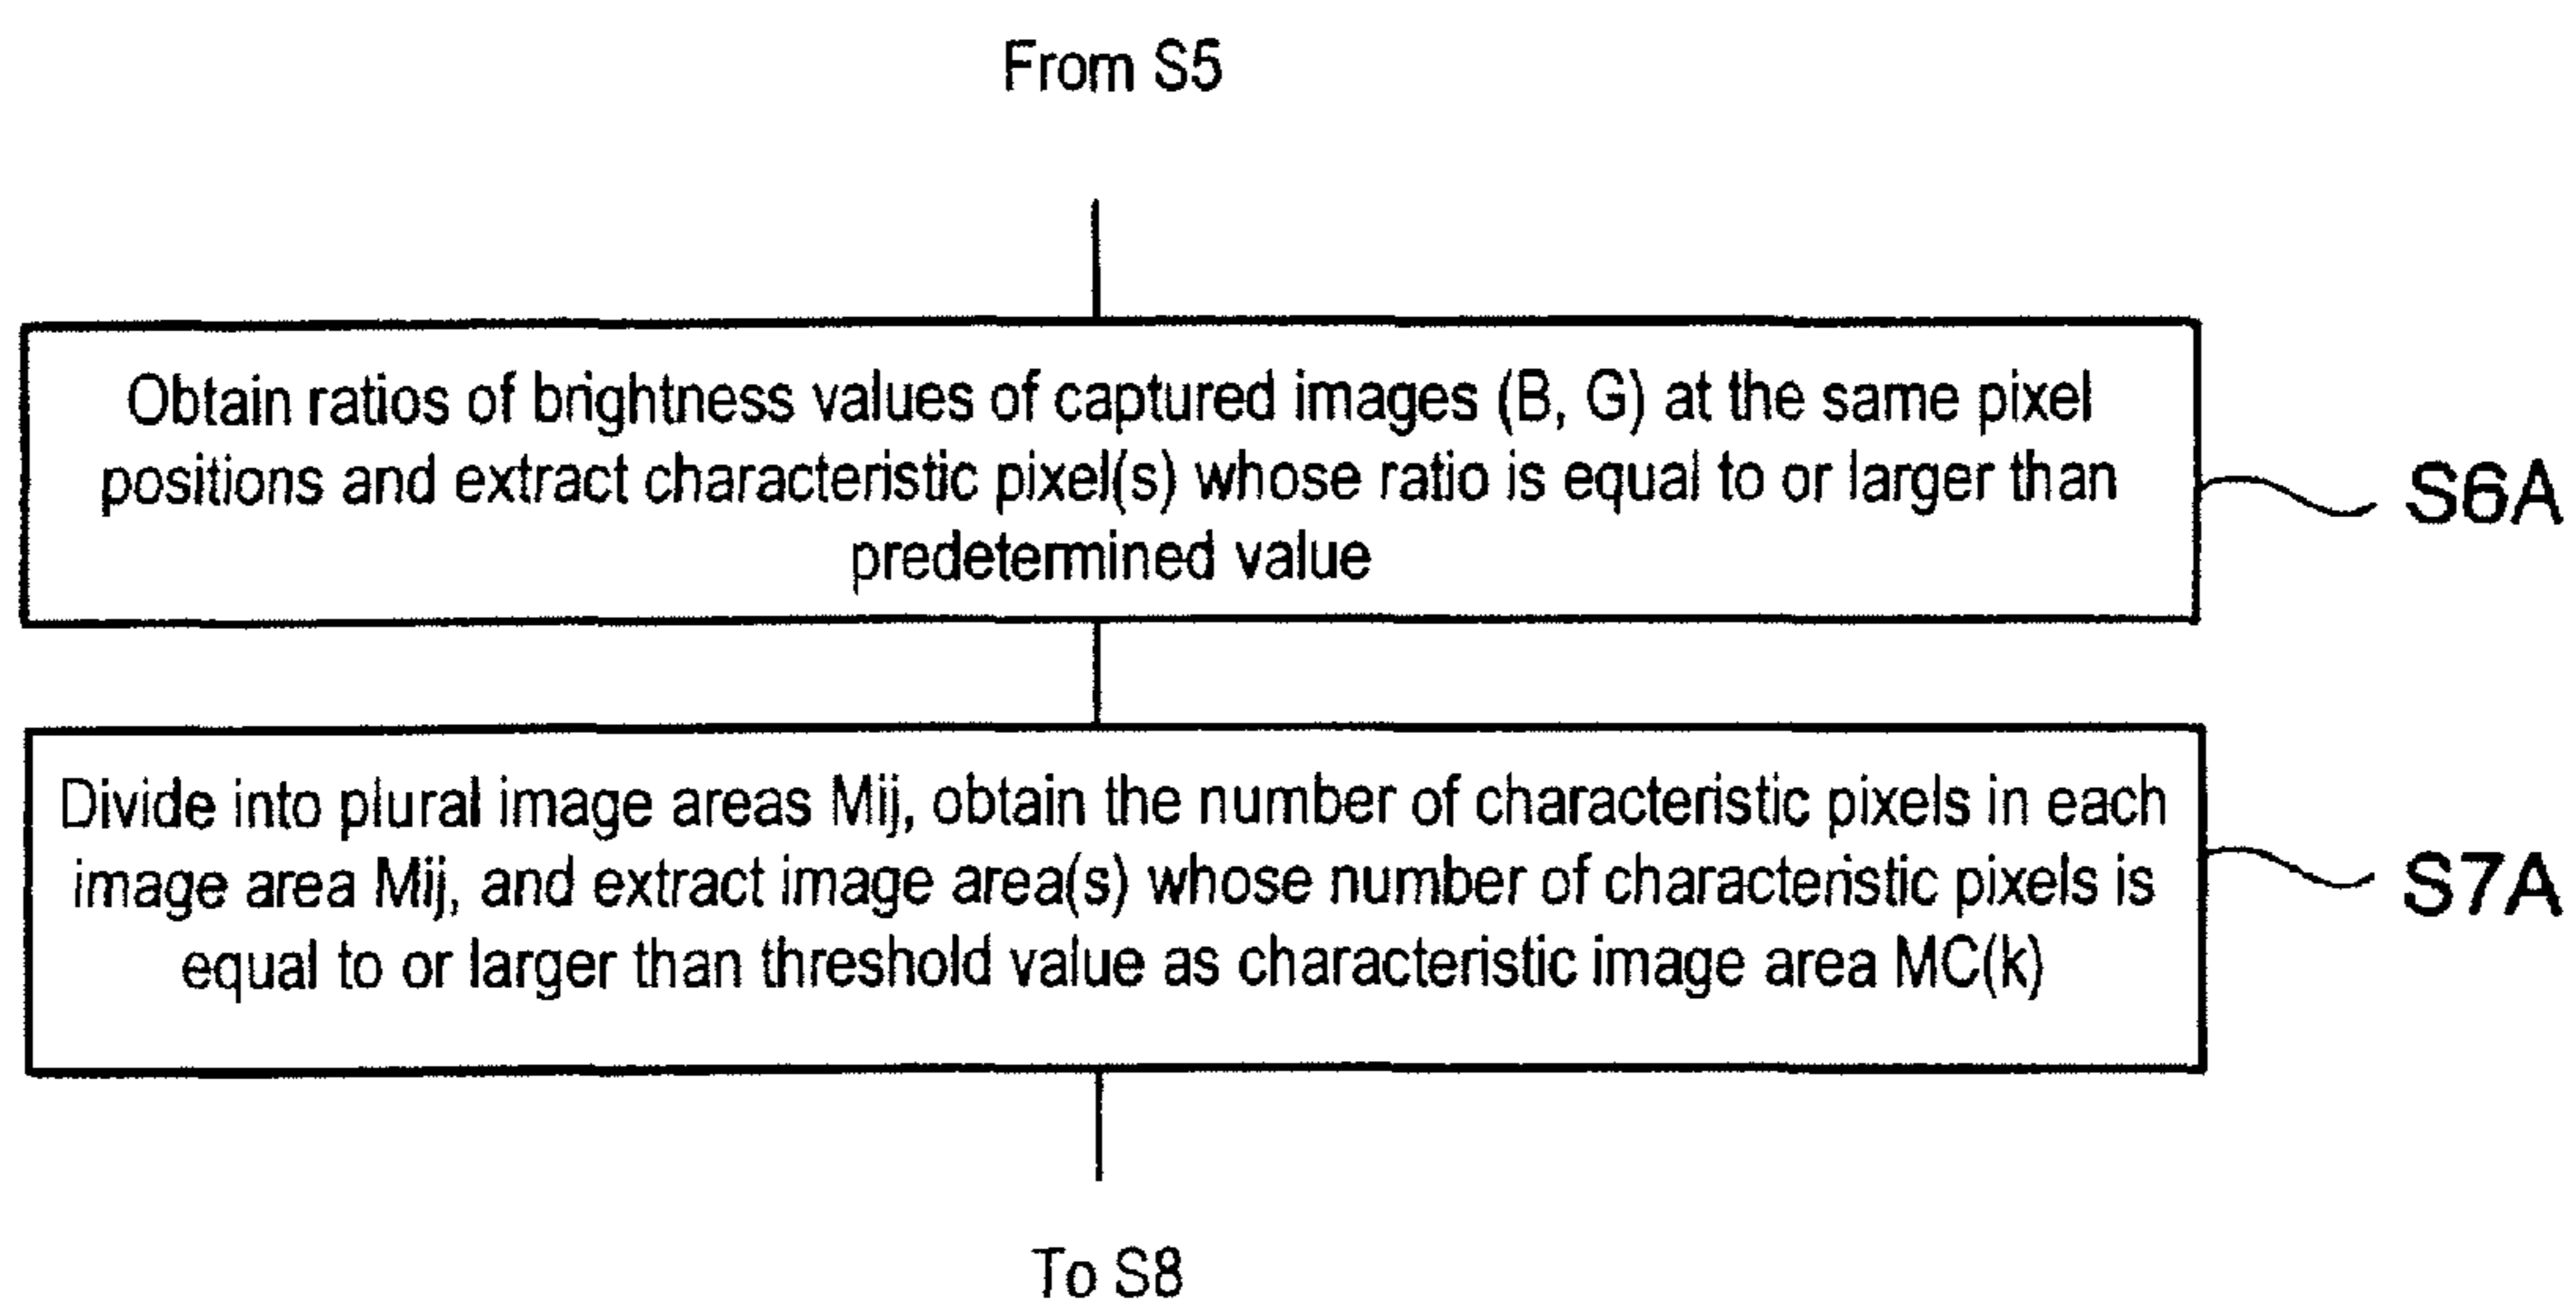 From S5
Obtain ratios of brightness values of captured images (B, G) at the same pixel
positions and extract characteristic pixel(s) whose ratio is equal to or larger than
predetermined value
S6A
Divide into plural image areas Mij, obtain the number of characteristic pixels in each
image area Mij, and extract image area(s) whose number of characteristic pixels is
equal to or larger than threshold value as characteristic image area MC(k)
S7A
To S8